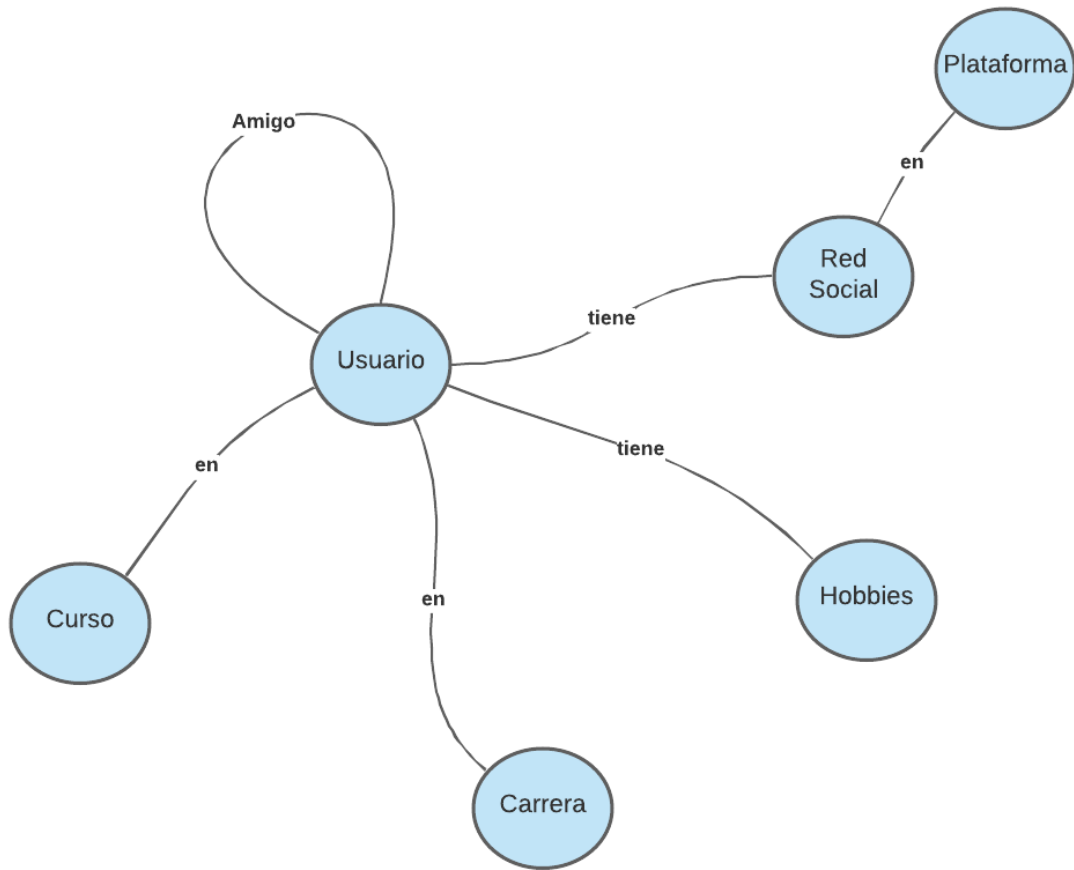 Plataforma
Amigo
en
Red
Social
tiene
Usuario
tiene
en
Curso
en
Hobbies
Carrera